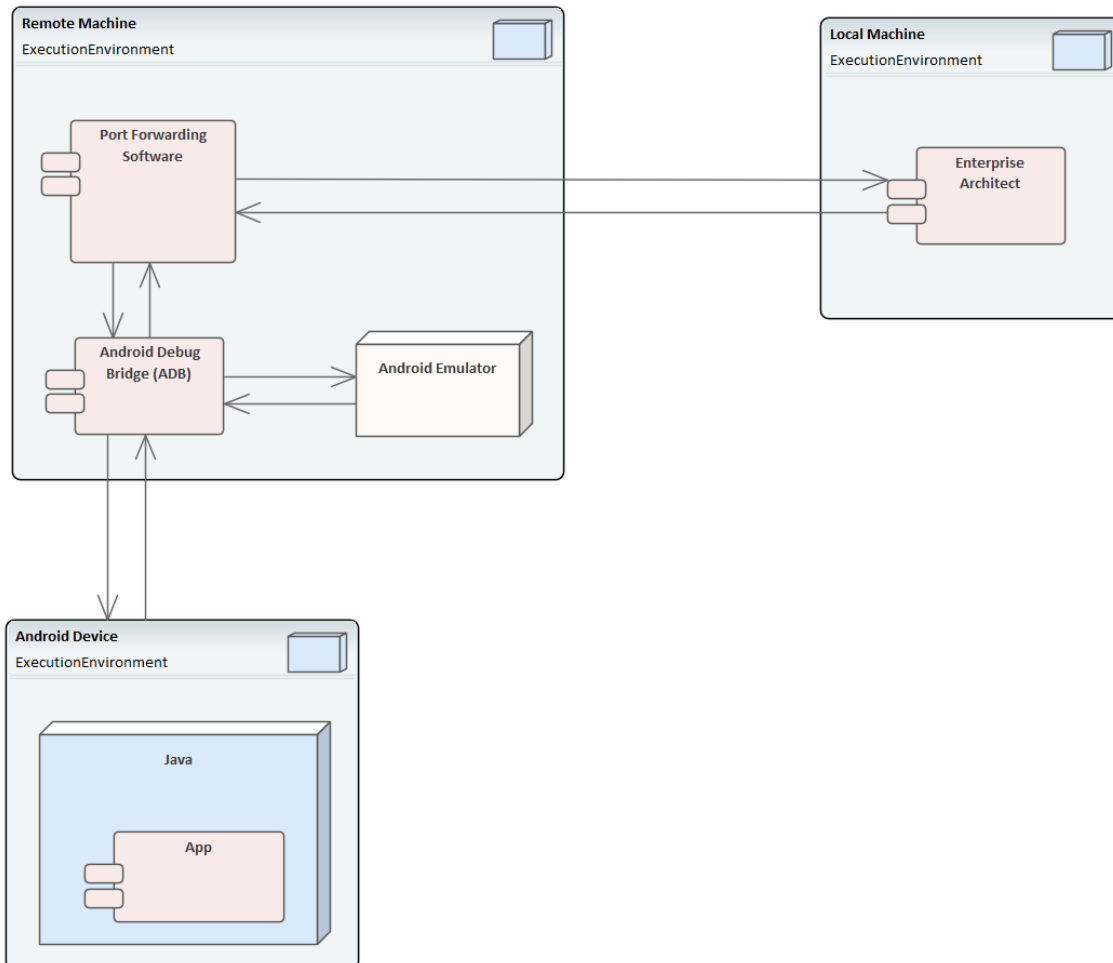 Remote Machine
ExecutionEnvironment
Port Forwarding
Software
Android Debug
Bridge (ADB)
Android Emulator
Local Machine
ExecutionEnvironment
Enterprise
Architect
Android Device
ExecutionEnvironment
Java
App